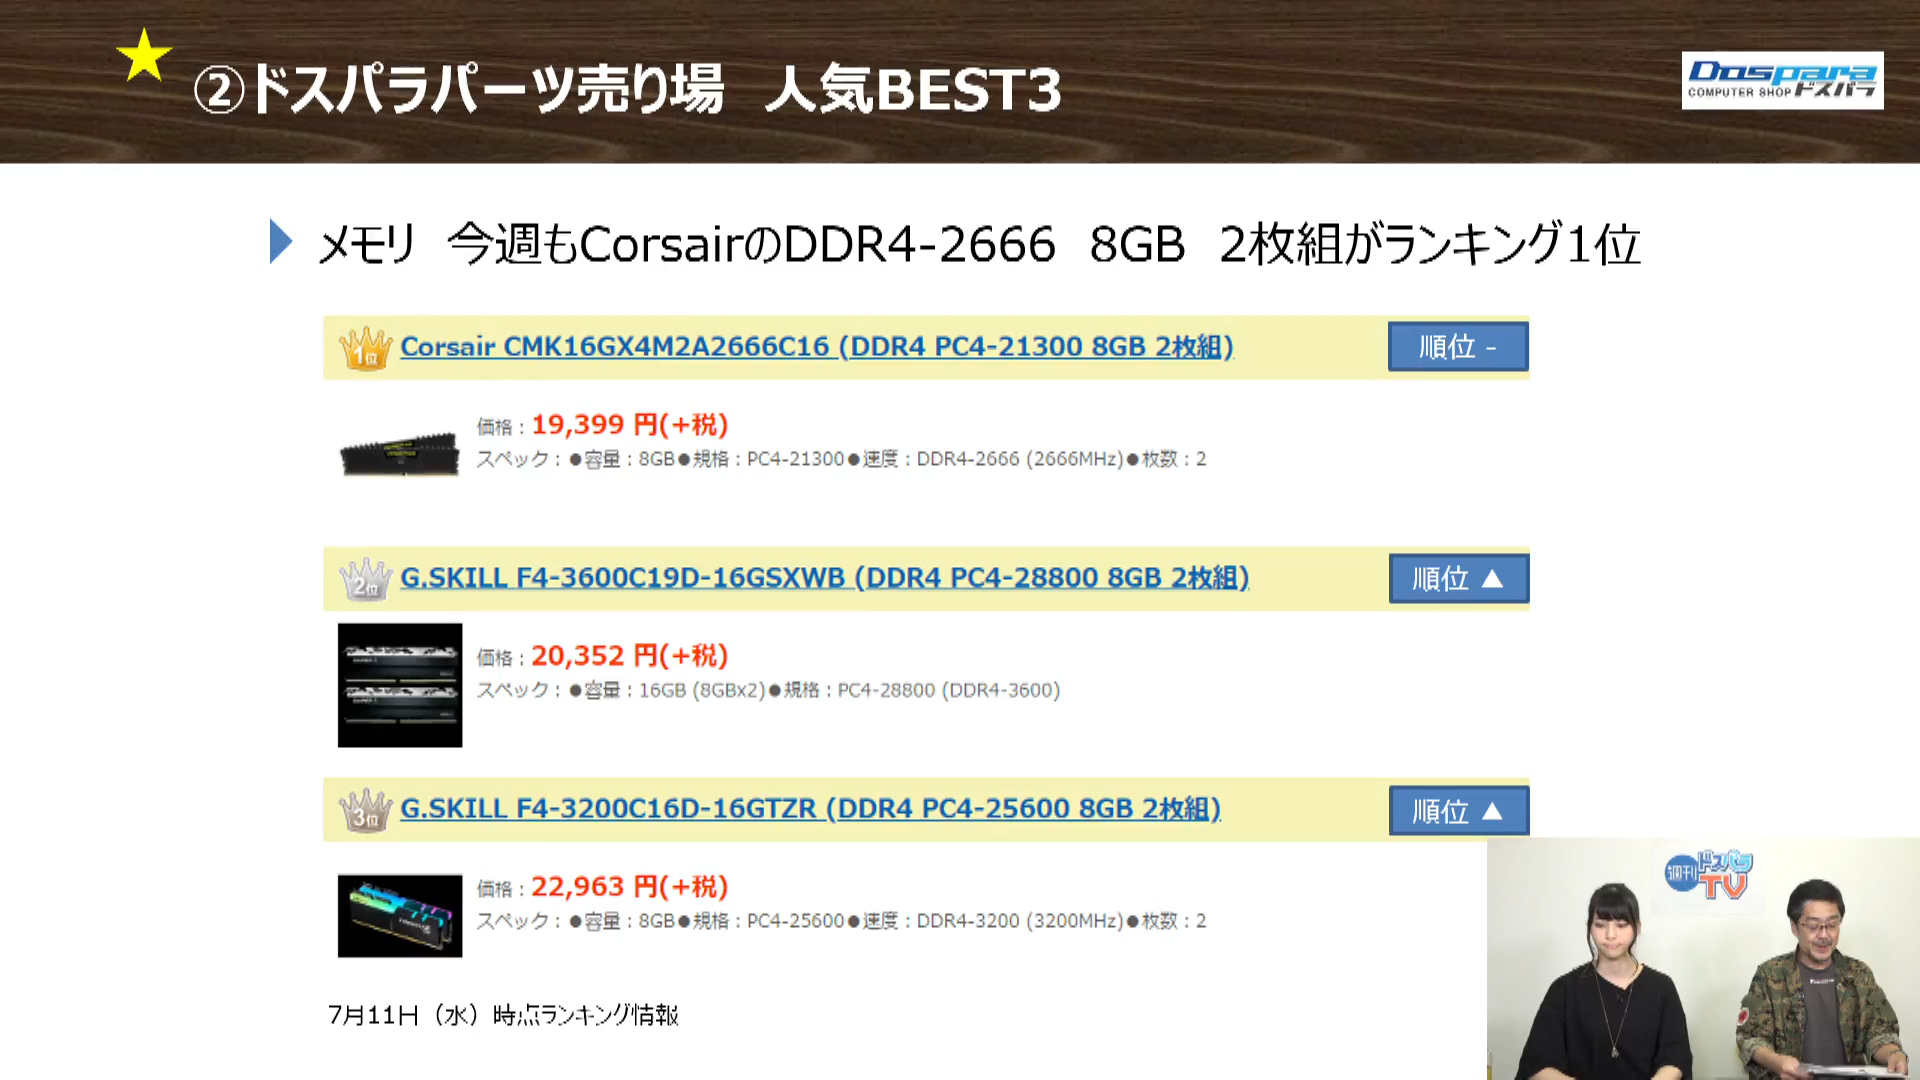 ②ドスパラパーツ売り場　人気BEST3
Dospara
COMPUTER SHOP ドスパラ
メモリ　今週もCorsairのDDR4-2666　8GB　2枚組がランキング1位
1位 Corsair CMK16GX4M2A2666C16 (DDR4 PC4-21300 8GB 2枚組)
順位 -
価格：19,399 円(+税)
スペック：●容量：8GB●規格：PC4-21300●速度：DDR4-2666 (2666MHz)●枚数：2
2位 G.SKILL F4-3600C19D-16GSXWB (DDR4 PC4-28800 8GB 2枚組)
順位 ▲
価格：20,352 円(+税)
スペック：●容量：16GB (8GBx2)●規格：PC4-28800 (DDR4-3600)
3位 G.SKILL F4-3200C16D-16GTZR (DDR4 PC4-25600 8GB 2枚組)
順位 ▲
価格：22,963 円(+税)
スペック：●容量：8GB●規格：PC4-25600●速度：DDR4-3200 (3200MHz)●枚数：2
7月11日（水）時点ランキング情報
週刊ドスパラTV